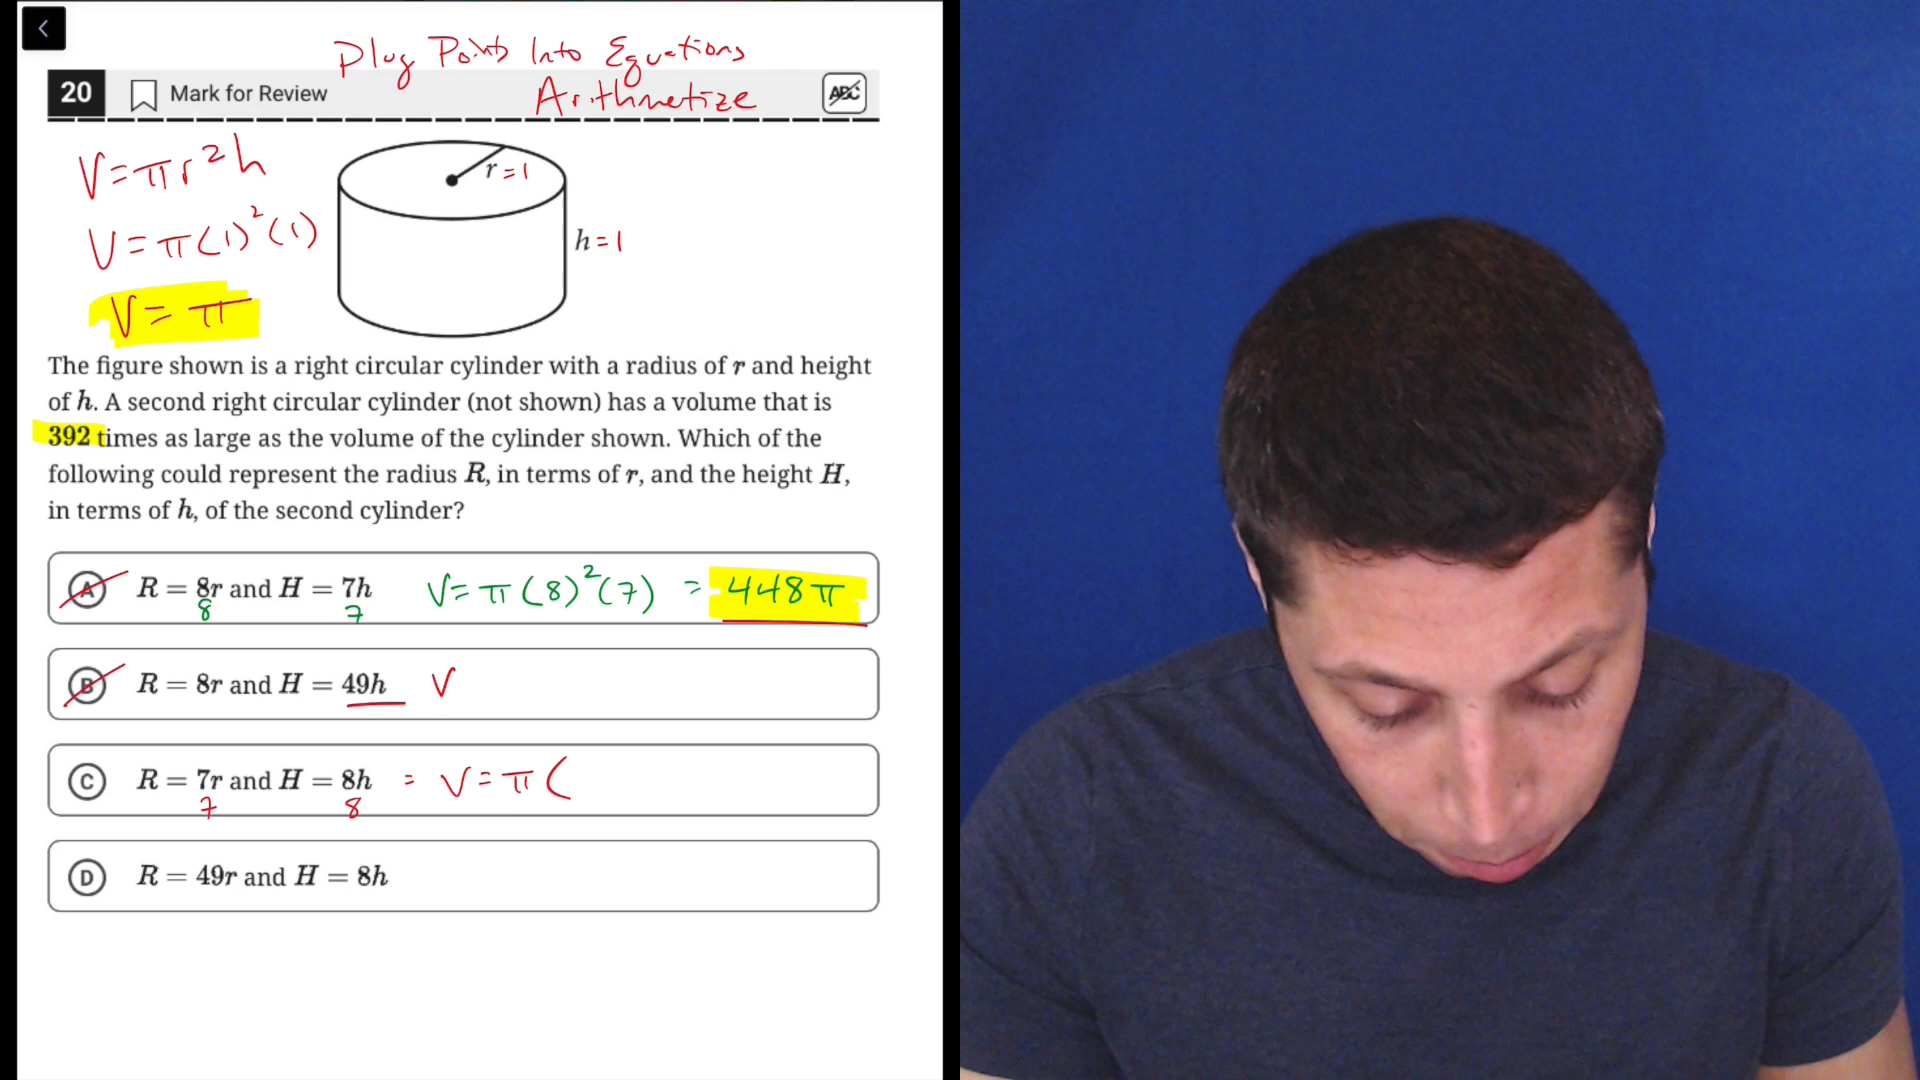 Plug Points Into Equations
20 Mark for Review
Arithmetize
ABC
V = πr²h
r = 1
V = π(1)²(1)
h = 1
V = π
The figure shown is a right circular cylinder with a radius of r and height
of h. A second right circular cylinder (not shown) has a volume that is
392 times as large as the volume of the cylinder shown. Which of the
following could represent the radius R, in terms of r, and the height H,
in terms of h, of the second cylinder?
A R = 8r and H = 7h V = π(8)²(7) = 448π
8 7
B R = 8r and H = 49h V
C R = 7r and H = 8h = V = π(
7 8
D R = 49r and H = 8h